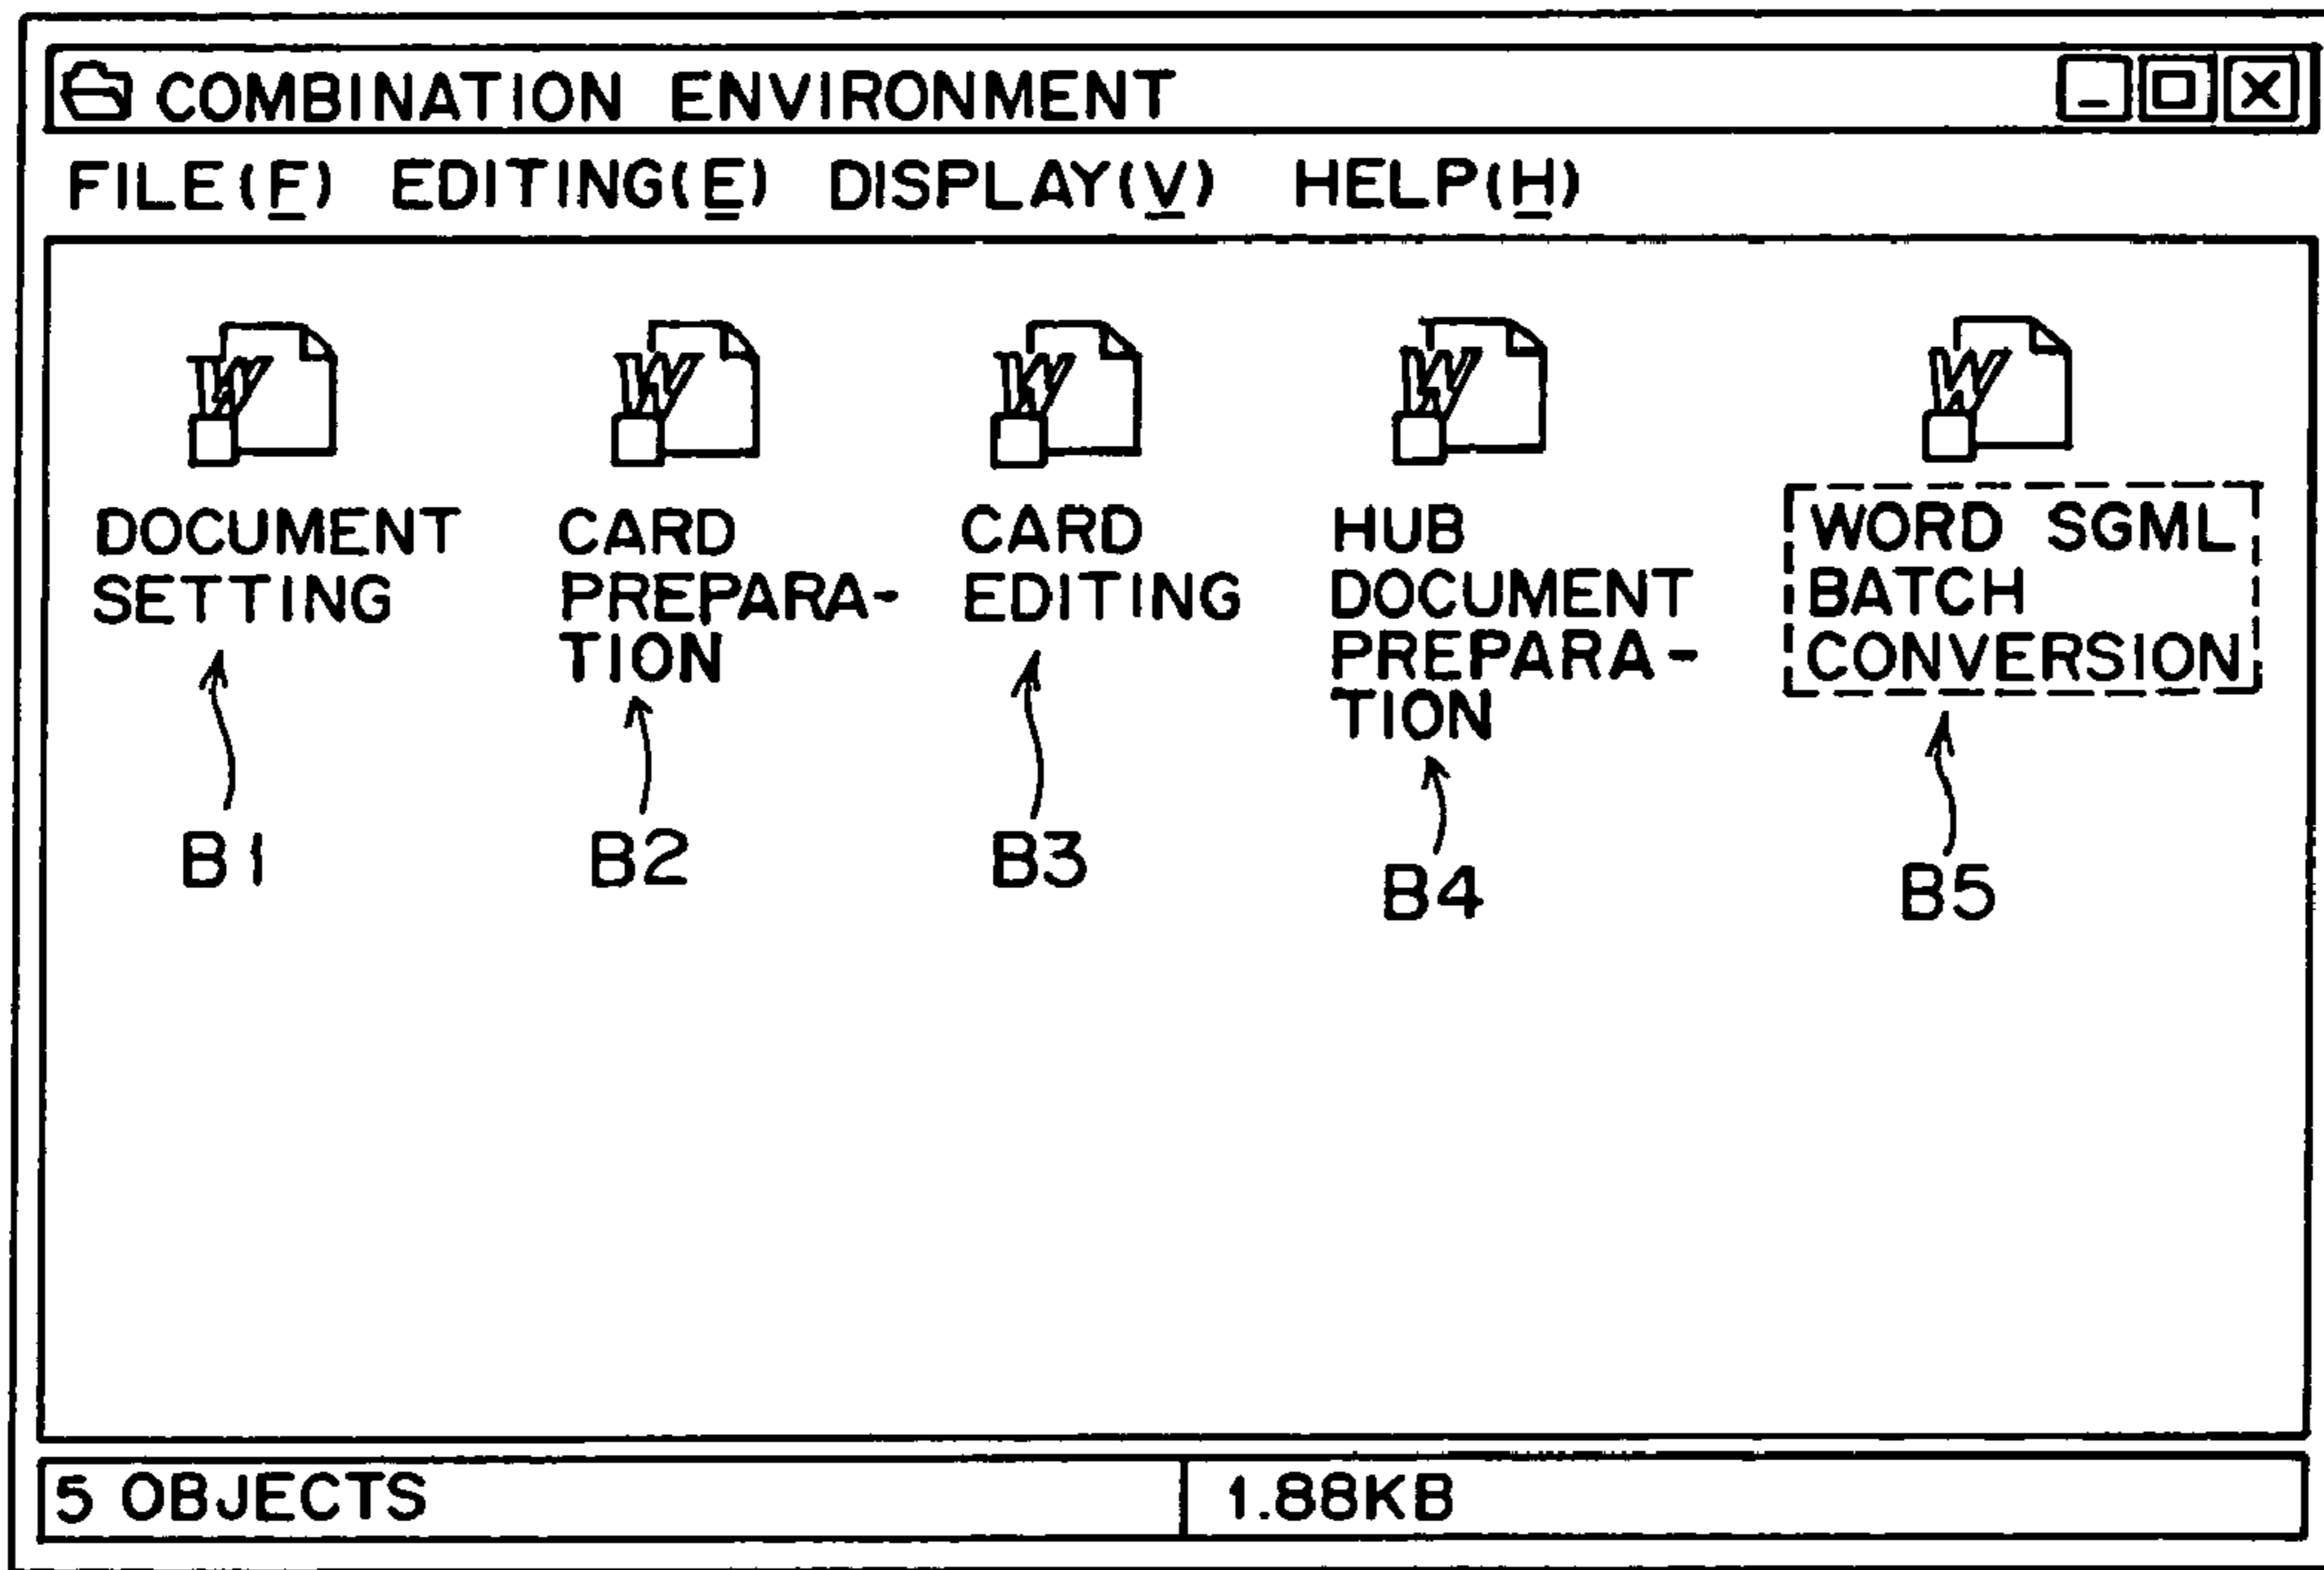 COMBINATION ENVIRONMENT
FILE(F) EDITING(E) DISPLAY(V) HELP(H)
W W W W W
DOCUMENT
SETTING
CARD
PREPARA-
TION
CARD
EDITING
HUB
DOCUMENT
PREPARA-
TION
WORD SGML
BATCH
CONVERSION
B1 B2 B3 B4 B5
5 OBJECTS 1.88KB